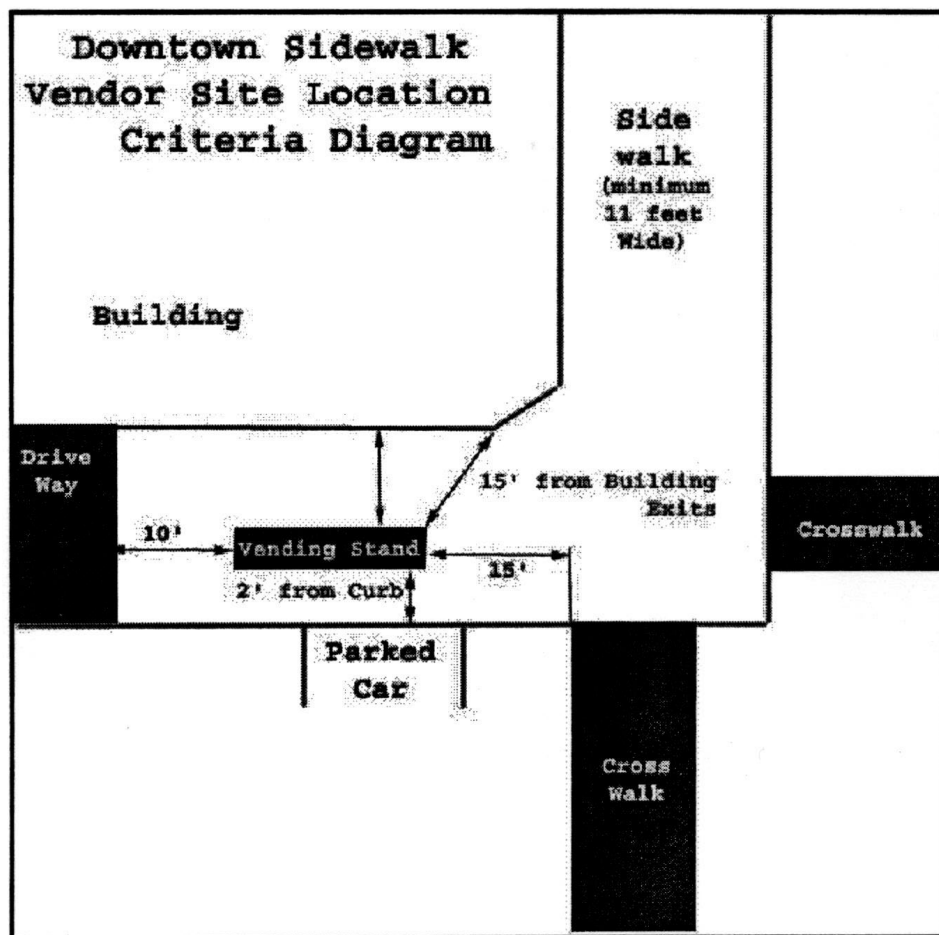 Downtown Sidewalk
Vendor Site Location
Criteria Diagram
Side
walk
(minimum
11 feet
Wide)
Building
Drive
Way
15' from Building
Exits
10'
Vending Stand
15'
Crosswalk
2' from Curb
Parked
Car
Cross
Walk